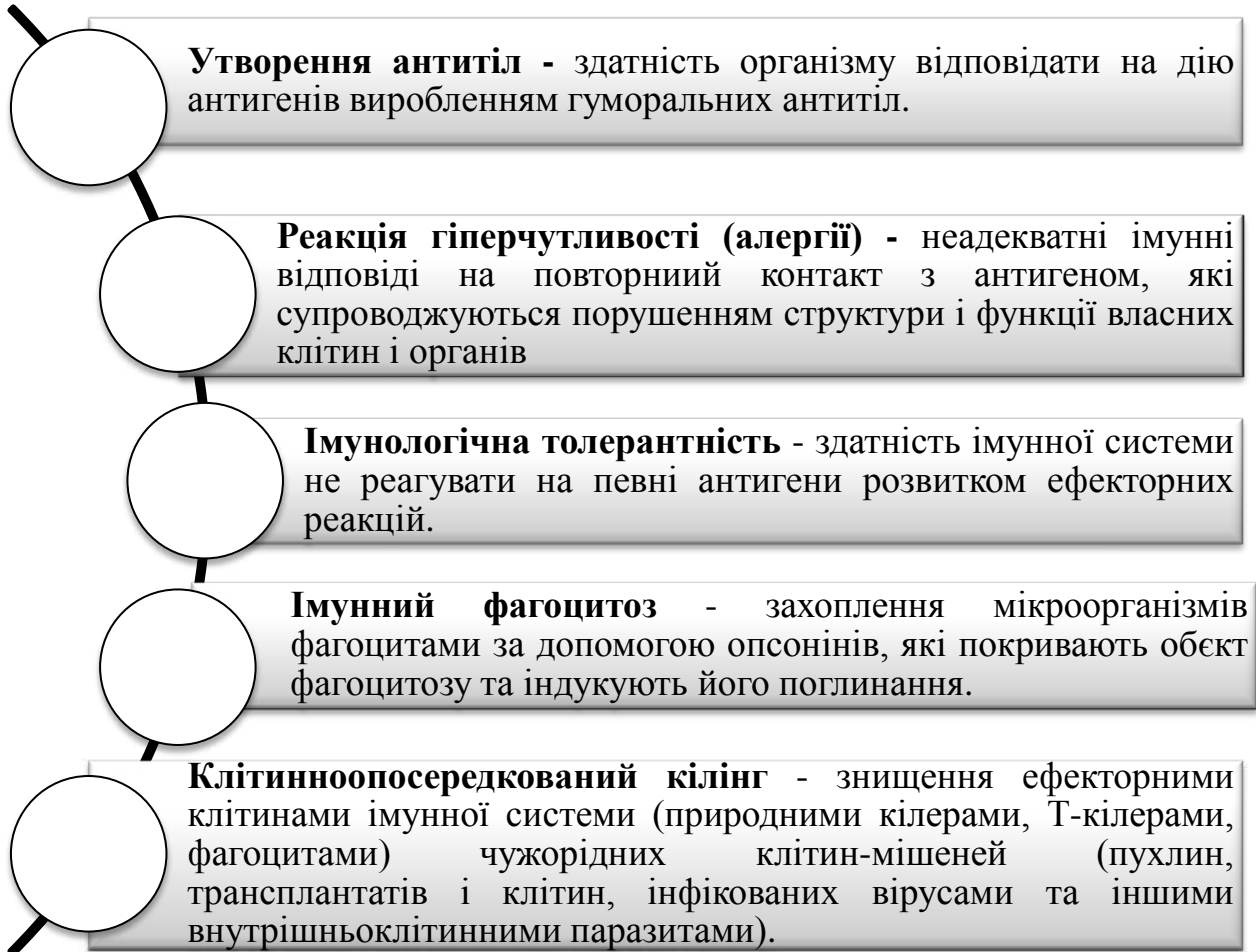 Утворення антитіл - здатність організму відповідати на дію
антигенів виробленням гуморальних антитіл.
Реакція гіперчутливості (алергії) - неадекватні імунні
відповіді на повторниий контакт з антигеном, які
супроводжуються порушенням структури і функції власних
клітин і органів
Імунологічна толерантність - здатність імунної системи
не реагувати на певні антигени розвитком ефекторних
реакцій.
Імунний фагоцитоз - захоплення мікроорганізмів
фагоцитами за допомогою опсонінів, які покривають обєкт
фагоцитозу та індукують його поглинання.
Клітинноопосередкований кілінг - знищення ефекторними
клітинами імунної системи (природними кілерами, Т-кілерами,
фагоцитами) чужорідних клітин-мішеней (пухлин,
трансплантатів і клітин, інфікованих вірусами та іншими
внутрішньоклітинними паразитами).